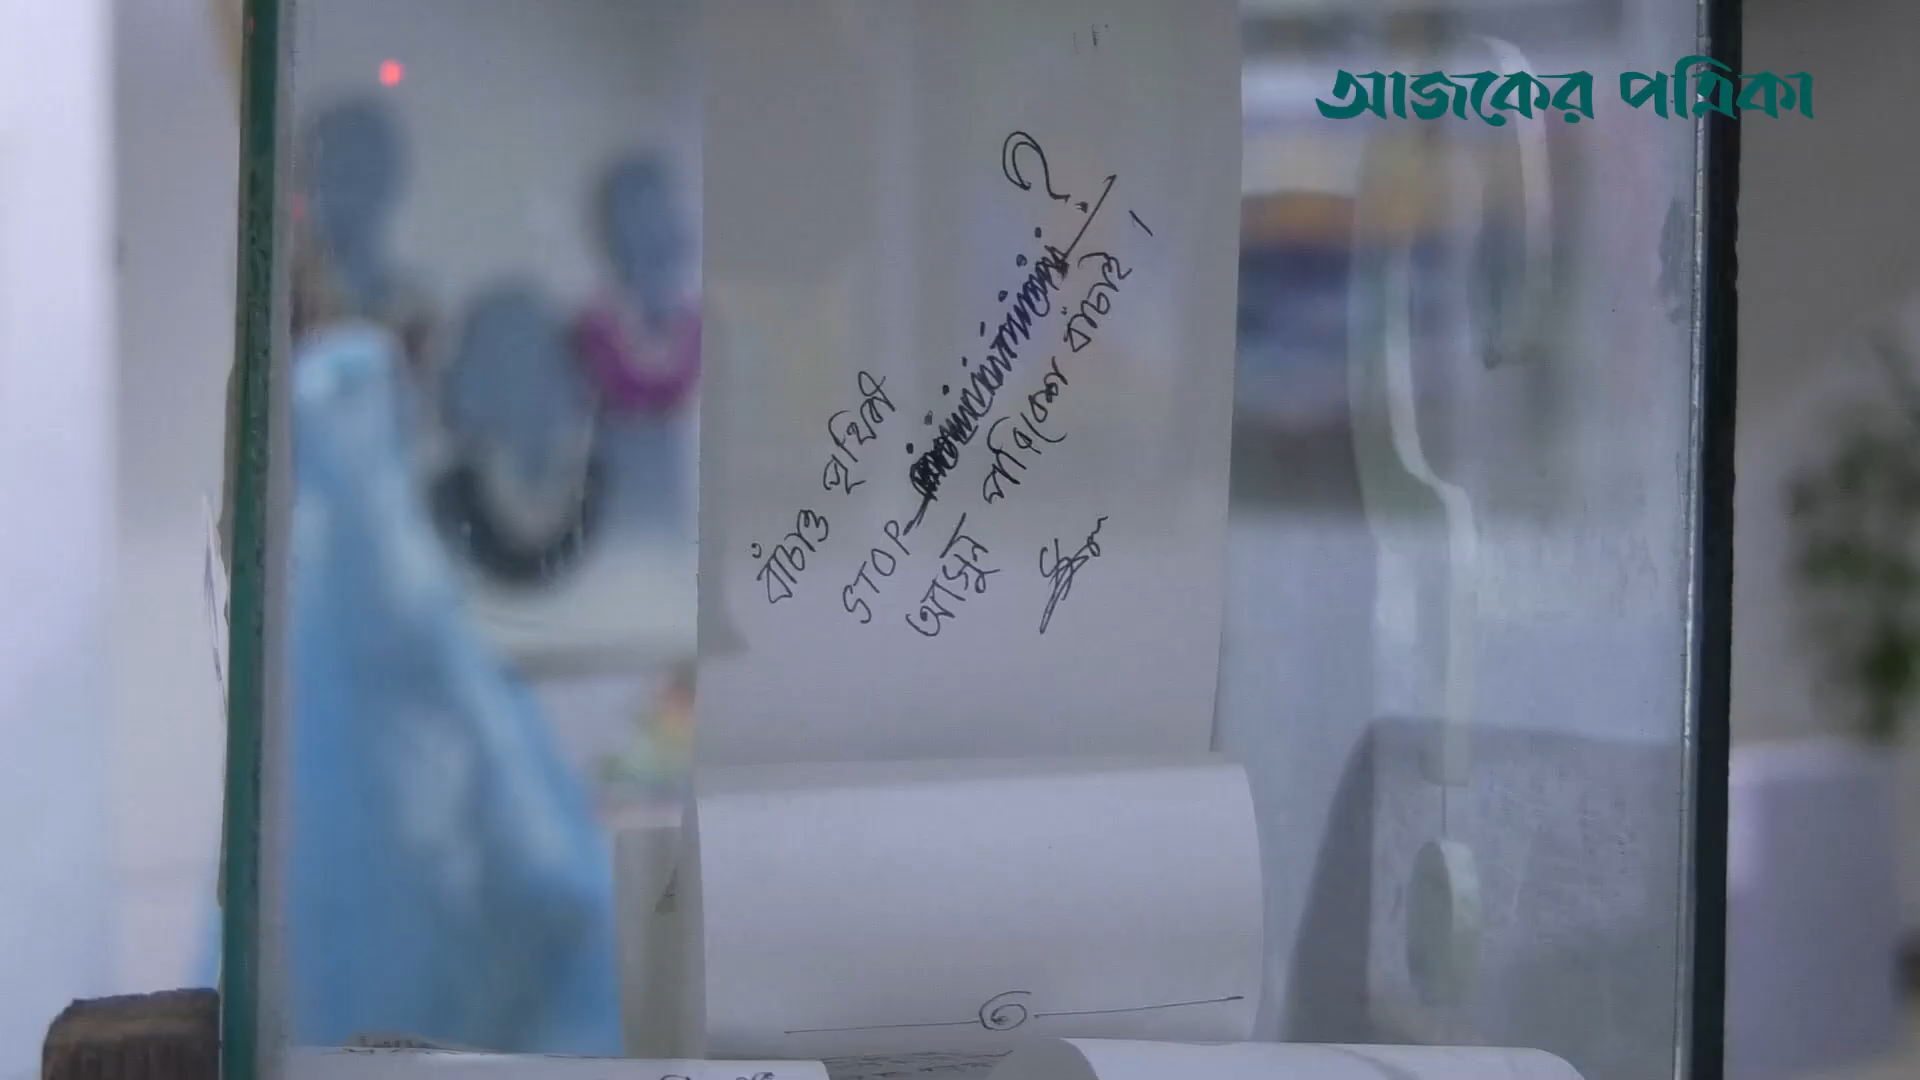 আজকের পত্রিকা
বাঁচাও পৃথিবী
STOP ?
আসুন পরিবেশ বাঁচাই।